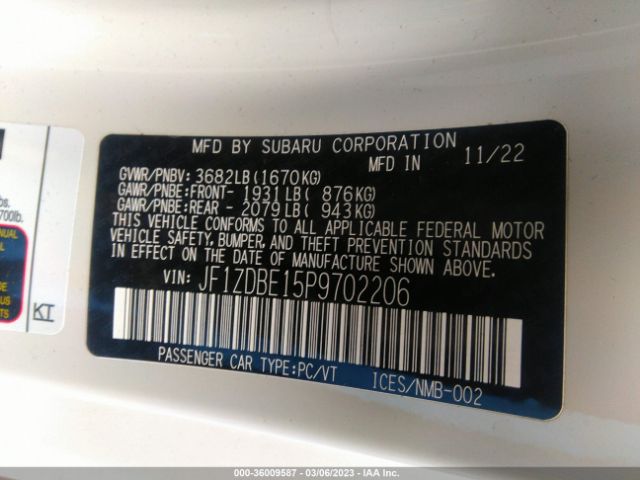 MFD BY SUBARU CORPORATION
MFD IN 11/22
GVWR/PNBV: 3682LB(1670KG)
GAWR/PNBE:FRONT- 1931LB( 876KG)
GAWR/PNBE:REAR - 2079LB( 943KG)
THIS VEHICLE CONFORMS TO ALL APPLICABLE FEDERAL MOTOR
VEHICLE SAFETY, BUMPER, AND THEFT PREVENTION STANDARDS
IN EFFECT ON THE DATE OF MANUFACTURE SHOWN ABOVE.
VIN: JF1ZDBE15P9702206
PASSENGER CAR TYPE:PC/VT ICES/NMB-002
bs.
700lb.
KT
000-36009587 — 03/06/2023 — IAA Inc.